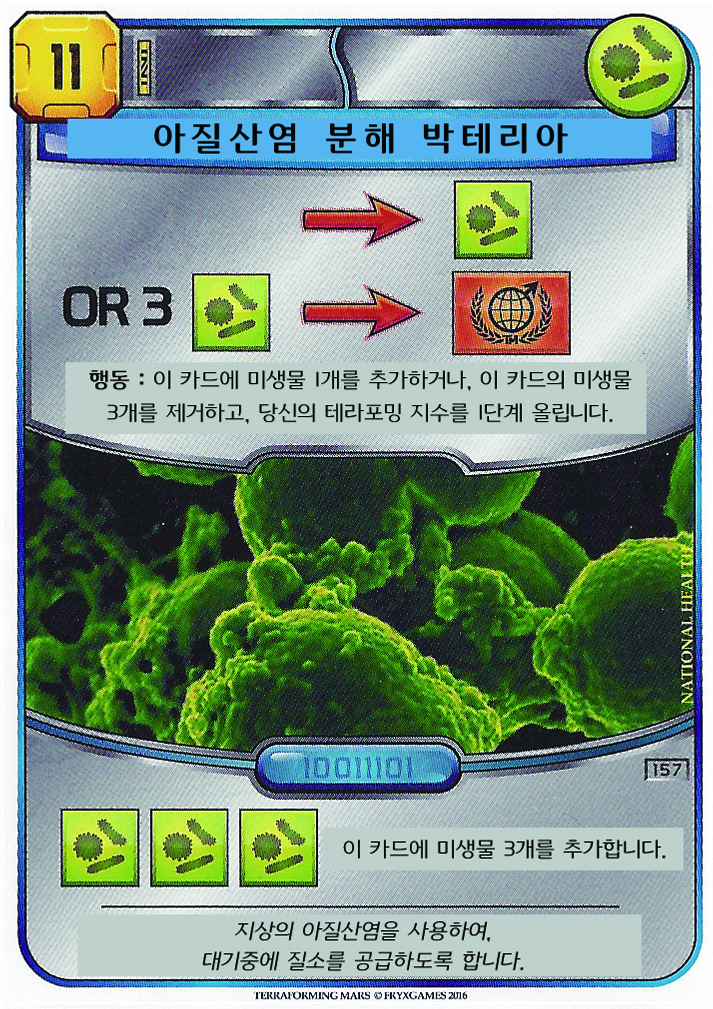 11
아질산염 분해 박테리아
OR 3
TM
행동 : 이 카드에 미생물 1개를 추가하거나, 이 카드의 미생물
3개를 제거하고, 당신의 테라포밍 지수를 1단계 올립니다.
NATIONAL HEALTH
10011101
157
이 카드에 미생물 3개를 추가합니다.
지상의 아질산염을 사용하여,
대기중에 질소를 공급하도록 합니다.
TERRAFORMING MARS © FRYXGAMES 2016